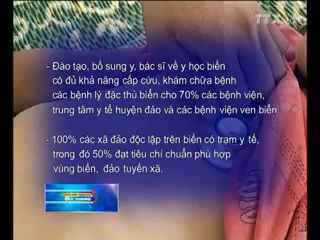 - Đào tạo, bổ sung y, bác sĩ về y học biển
có đủ khả năng cấp cứu, khám chữa bệnh
các bệnh lý đặc thù biển cho 70% các bệnh viện,
trung tâm y tế huyện đảo và các bệnh viện ven biển.
- 100% các xã đảo độc lập trên biển có trạm y tế,
trong đó 50% đạt tiêu chí chuẩn phù hợp
vùng biển, đảo tuyến xã.